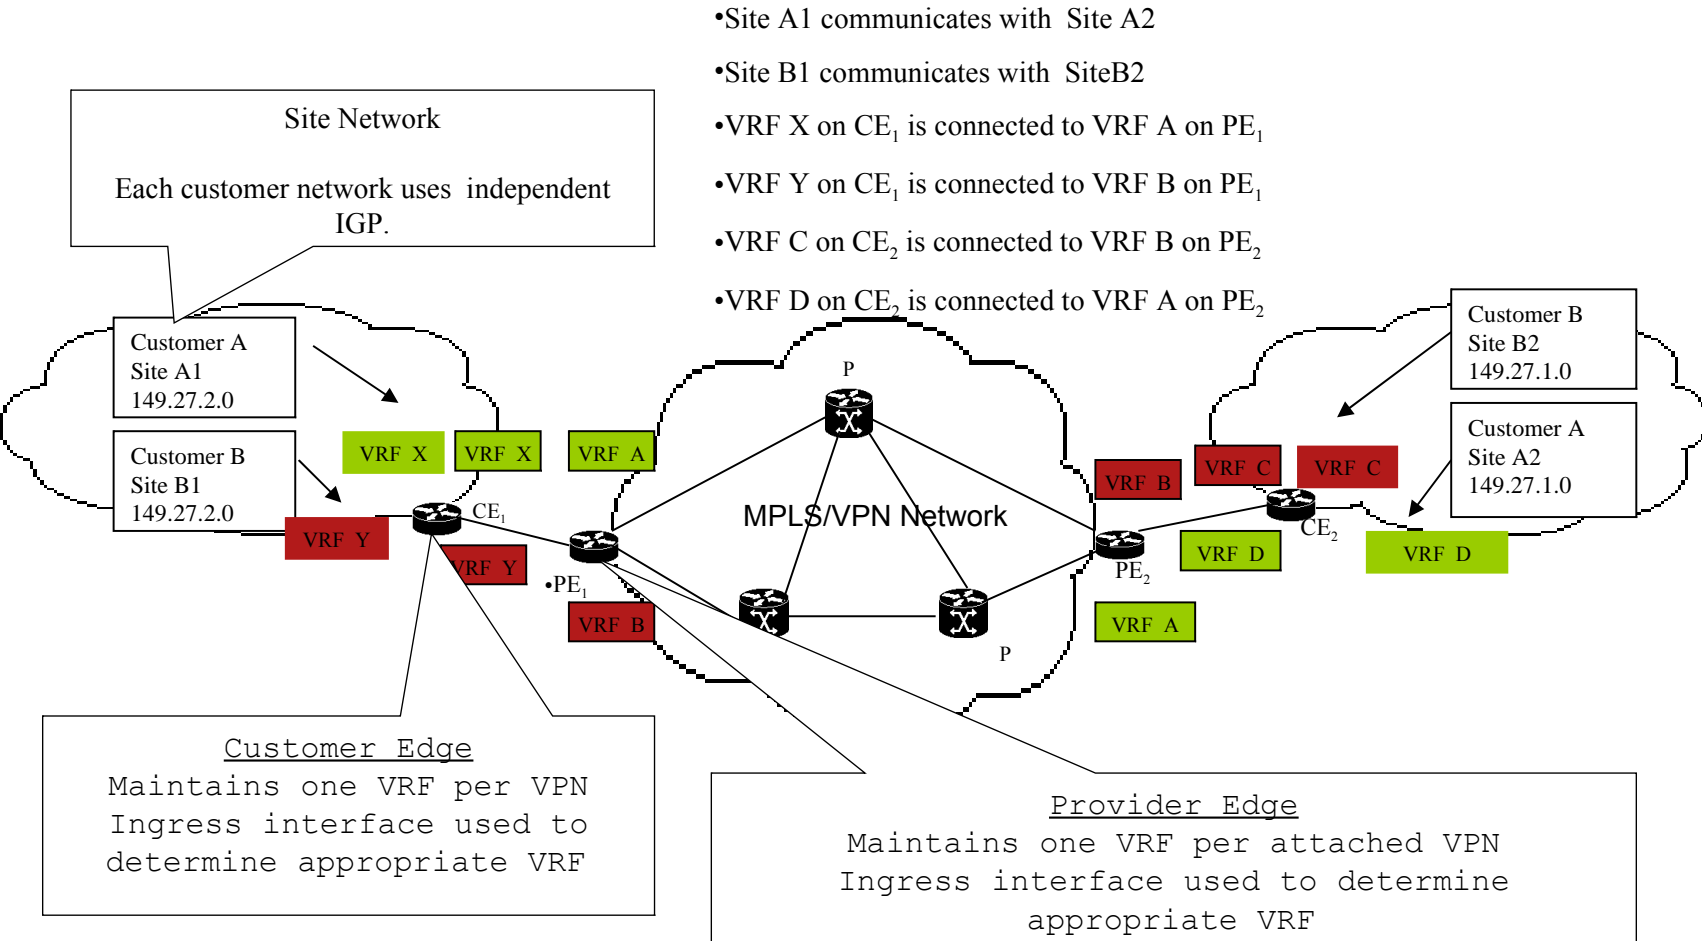 •Site A1 communicates with  Site A2
•Site B1 communicates with  SiteB2
•VRF X on CE1 is connected to VRF A on PE1
•VRF Y on CE1 is connected to VRF B on PE1
•VRF C on CE2 is connected to VRF B on PE2
•VRF D on CE2 is connected to VRF A on PE2
Site Network
Each customer network uses  independent
IGP.
Customer A
Site A1
149.27.2.0
Customer B
Site B1
149.27.2.0
VRF X
VRF X
VRF A
VRF Y
CE1
VRF Y
•PE1
VRF B
P
MPLS/VPN Network
P
VRF B
VRF C
VRF C
PE2
VRF D
CE2
VRF D
VRF A
Customer B
Site B2
149.27.1.0
Customer A
Site A2
149.27.1.0
Customer Edge
Maintains one VRF per VPN
Ingress interface used to
determine appropriate VRF
Provider Edge
Maintains one VRF per attached VPN
Ingress interface used to determine
appropriate VRF